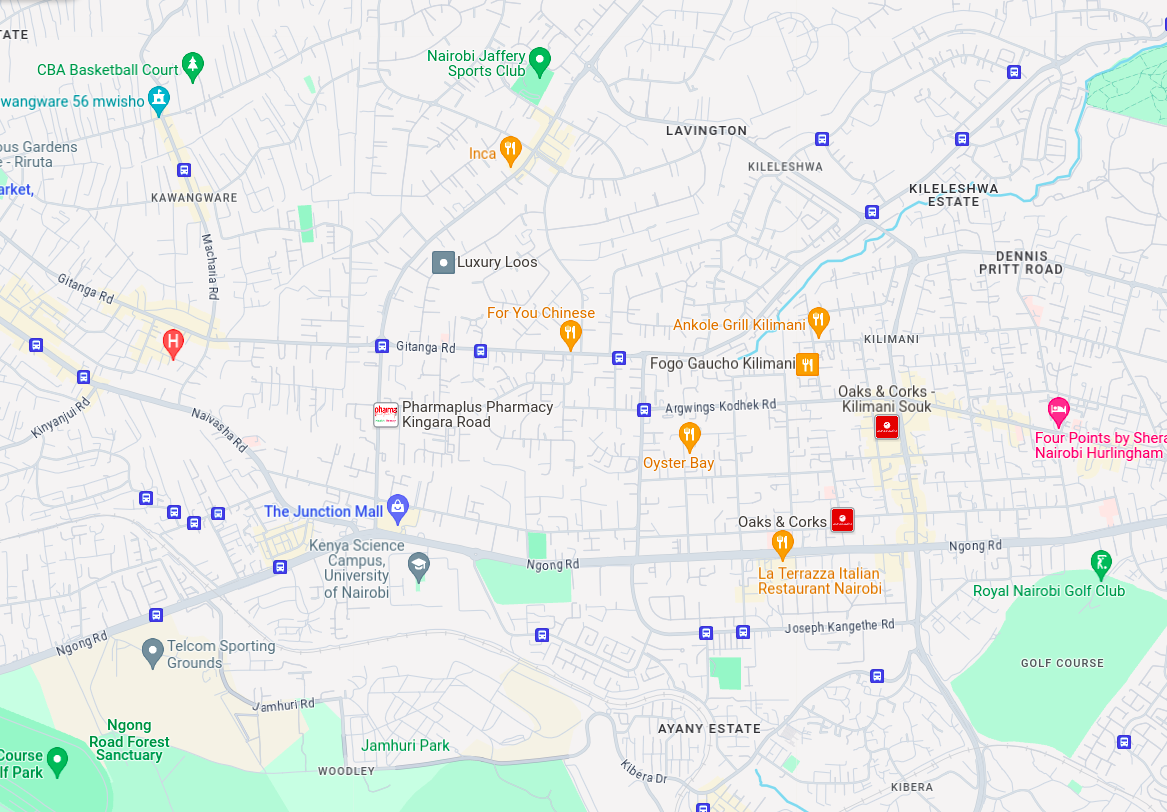 TATE
CBA Basketball Court
Nairobi Jaffery
Sports Club
wangware 56 mwisho
LAVINGTON
ous Gardens
e - Riruta
Inca
KILELESHWA
arket,
KAWANGWARE
KILELESHWA
ESTATE
Macharia Rd
Luxury Loos
DENNIS
PRITT ROAD
Gitanga Rd
For You Chinese
Ankole Grill Kilimani
KILIMANI
H
Gitanga Rd
Fogo Gaucho Kilimani
Oaks & Corks -
Kilimani Souk
Kinyanjui Rd
Naivasha Rd
pharma
Pharmaplus Pharmacy
Kingara Road
Argwings Kodhek Rd
Four Points by Shera
Nairobi Hurlingham
Oyster Bay
The Junction Mall
Oaks & Corks
Kenya Science
Campus,
University
of Nairobi
Ngong Rd
Ngong Rd
La Terrazza Italian
Restaurant Nairobi
Royal Nairobi Golf Club
Ngong Rd
Telcom Sporting
Grounds
Joseph Kangethe Rd
GOLF COURSE
Jamhuri Rd
Ngong
Road Forest
Sanctuary
Jamhuri Park
AYANY ESTATE
Course
lf Park
WOODLEY
Kibera Dr
KIBERA